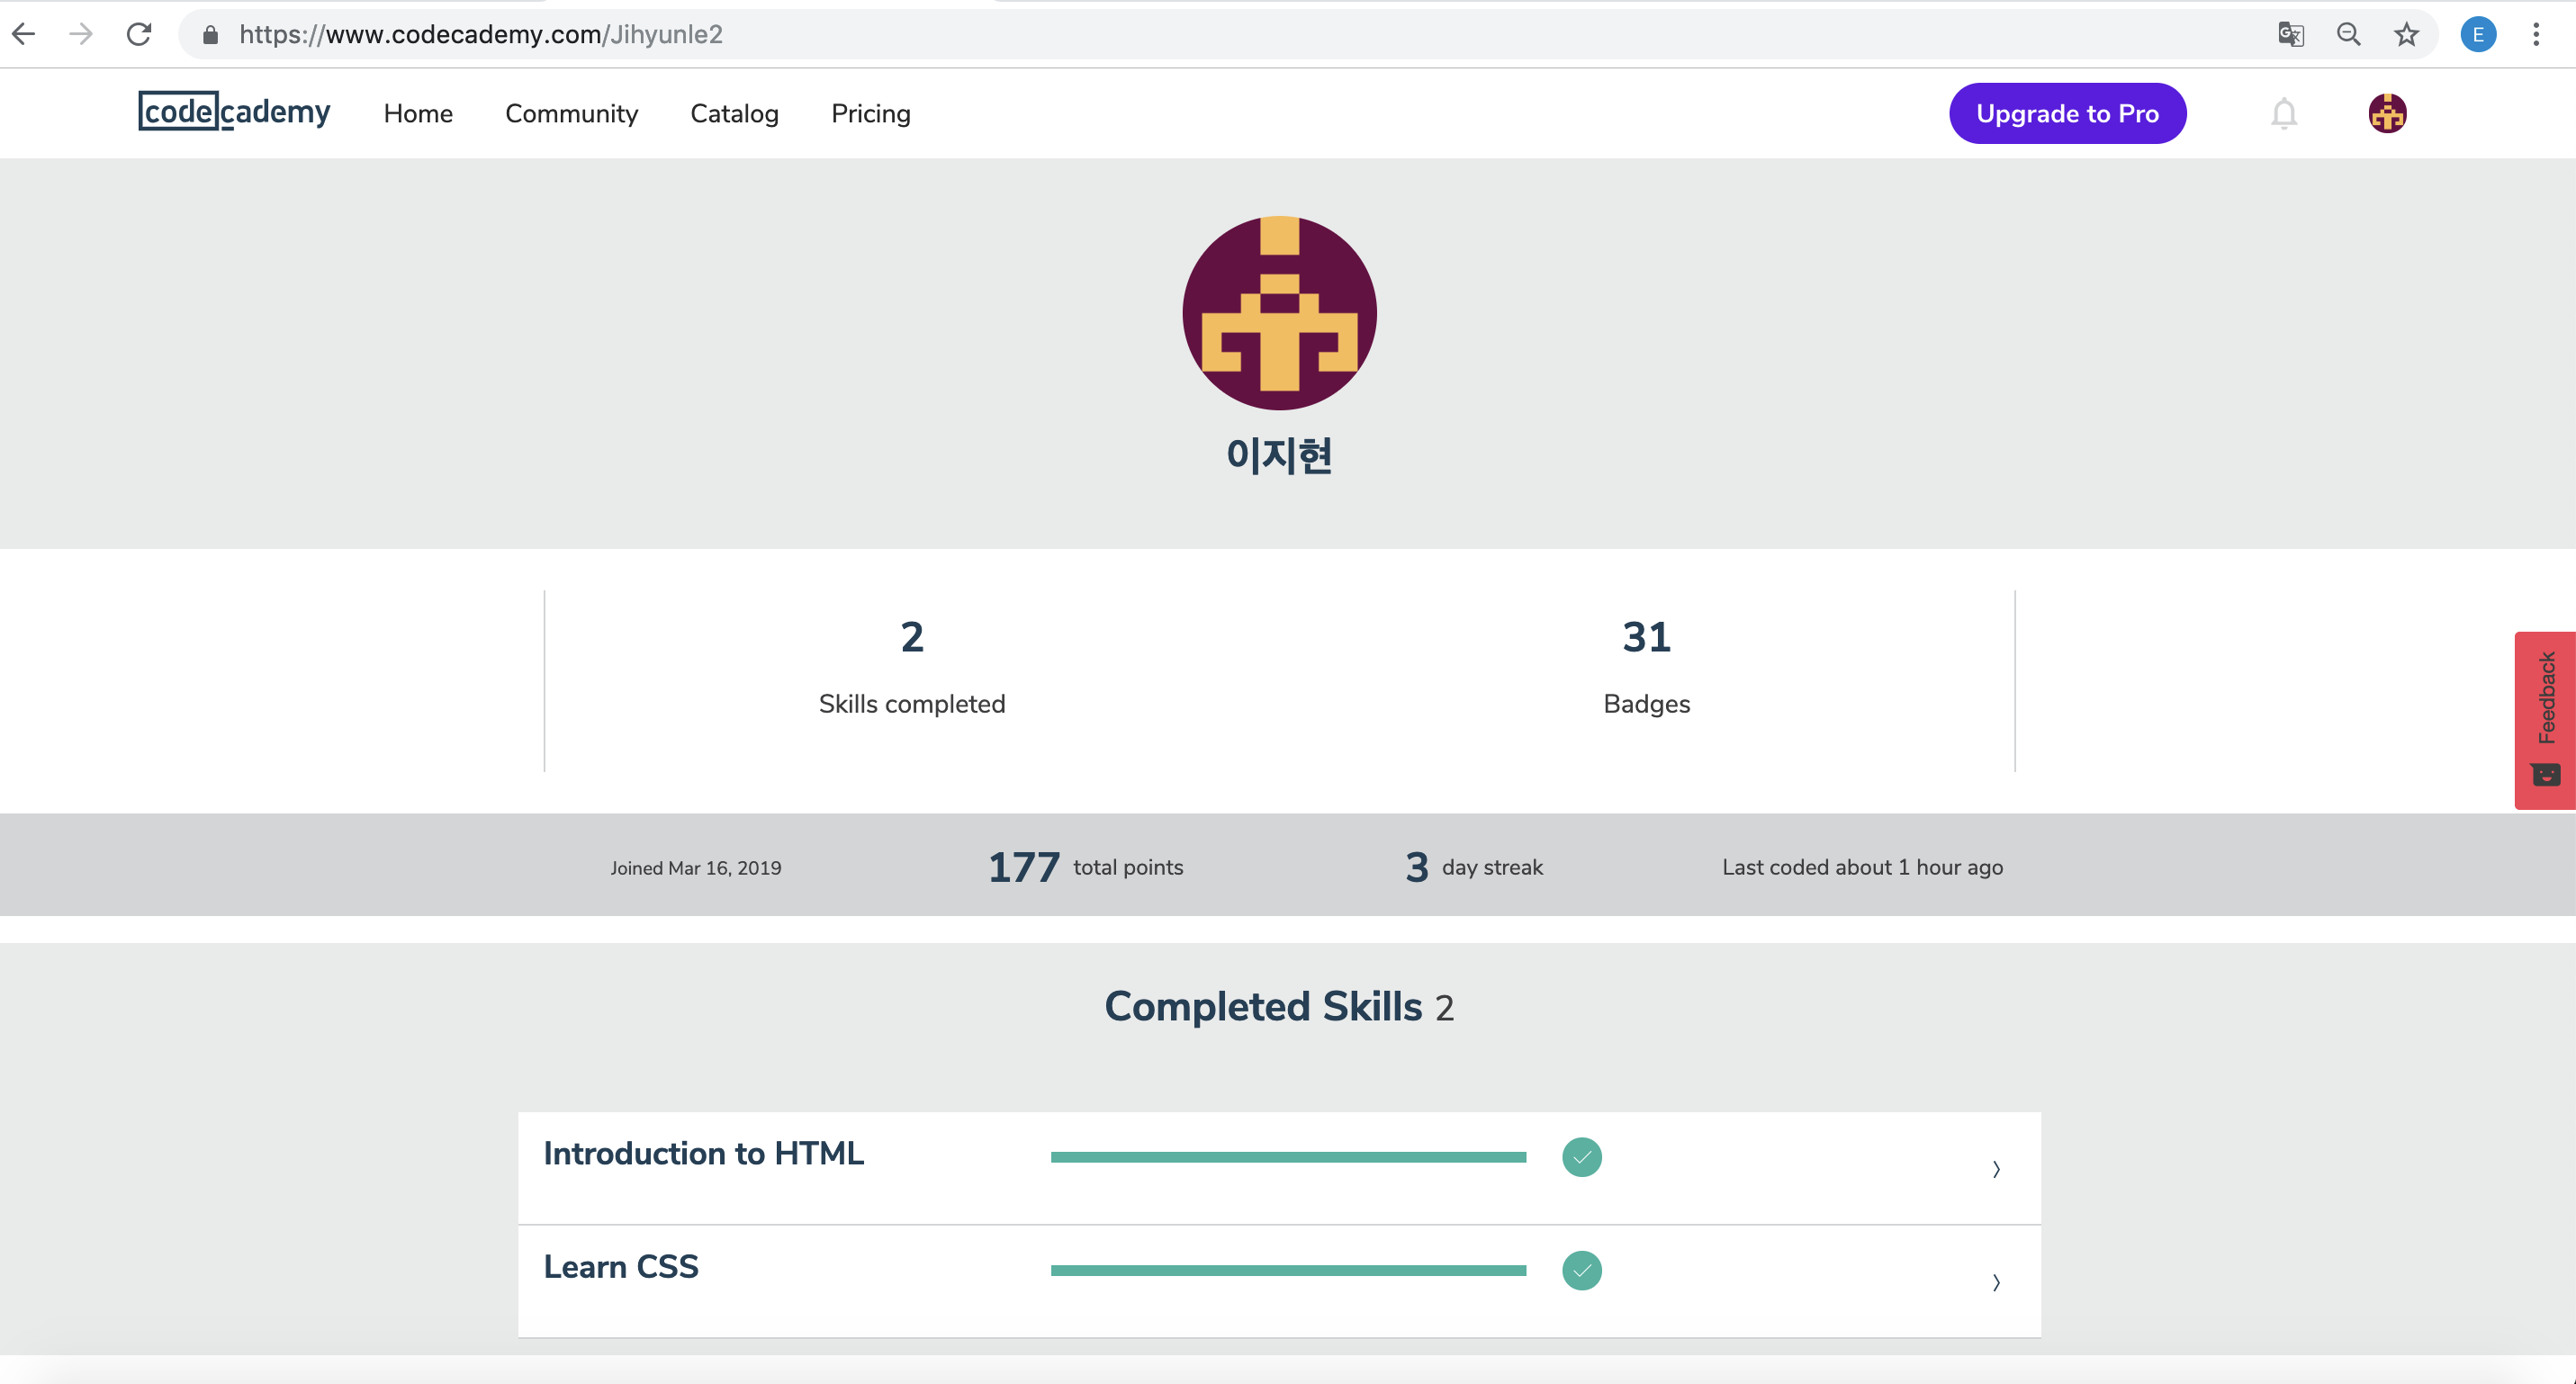 https://www.codecademy.com/Jihyunle2
E
codecademy Home Community Catalog Pricing Upgrade to Pro
이지현
2 31
Skills completed Badges
Feedback
Joined Mar 16, 2019 177 total points 3 day streak Last coded about 1 hour ago
Completed Skills 2
Introduction to HTML
Learn CSS